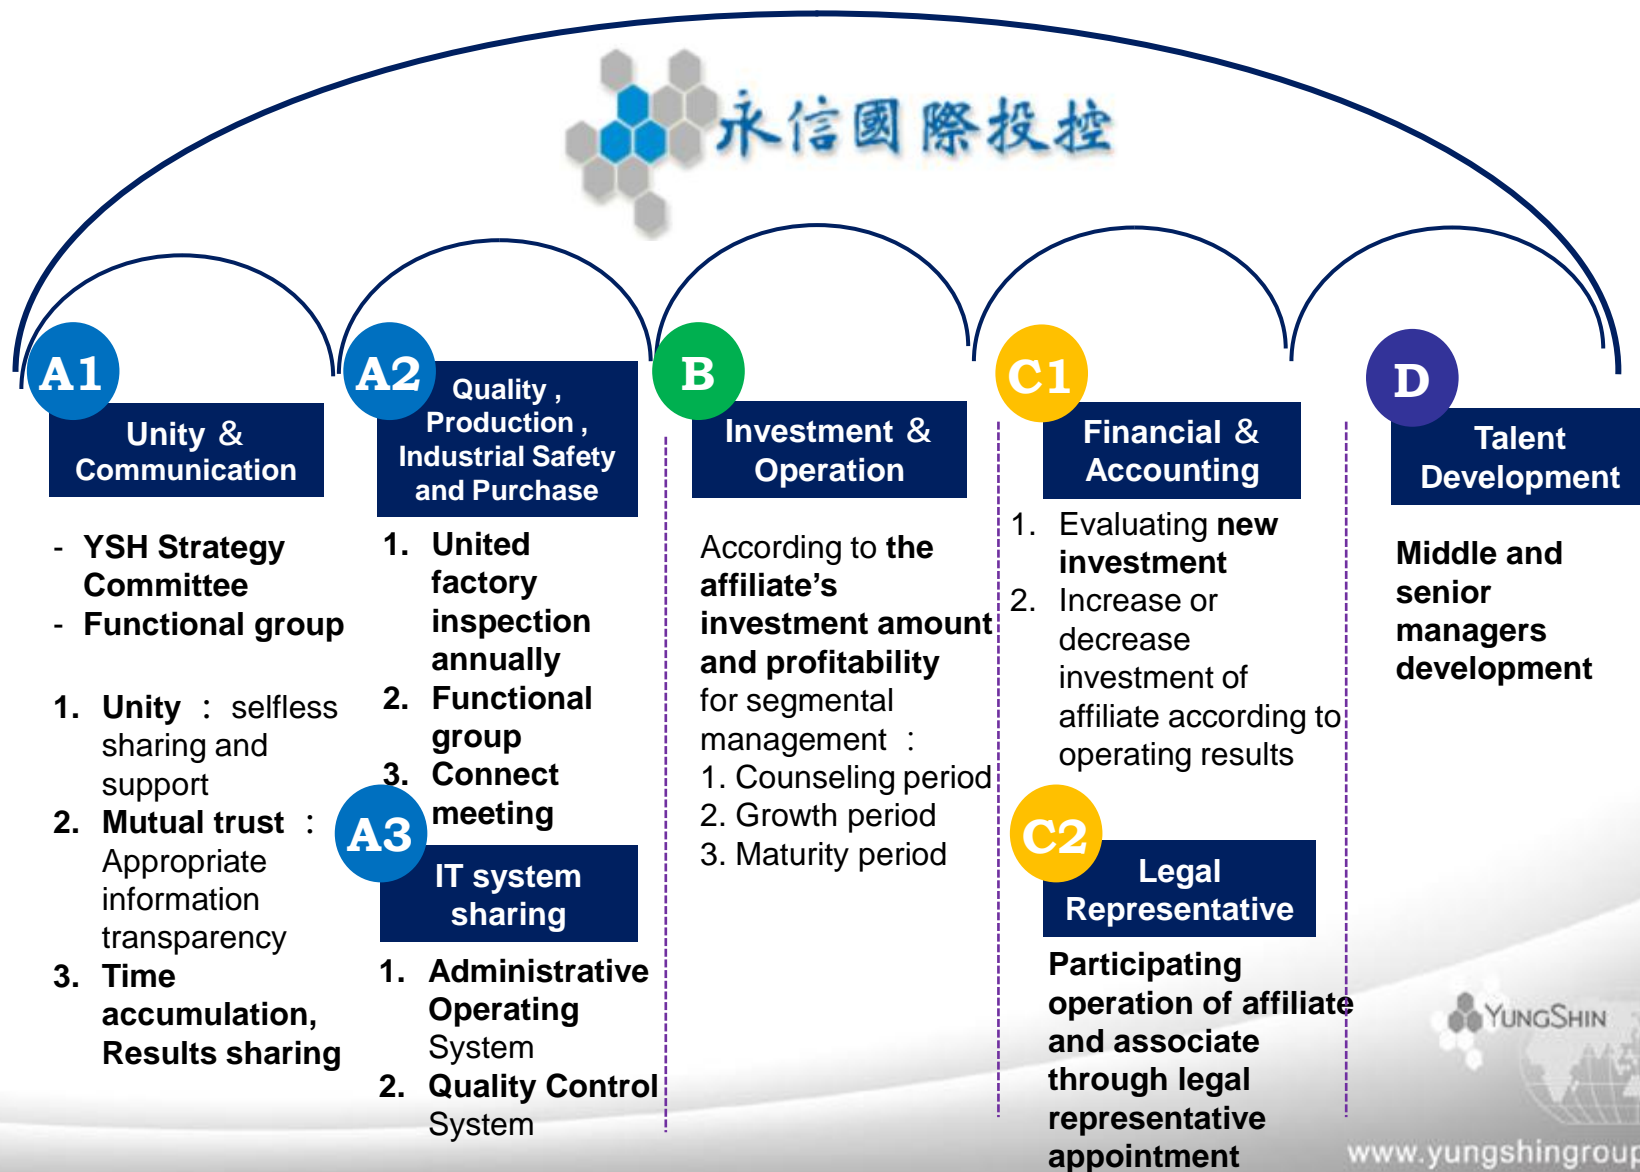 永信國際投控
A1
Unity &
Communication
- YSH Strategy
Committee
- Functional group
1. Unity : selfless
sharing and
support
2. Mutual trust :
Appropriate
information
transparency
3. Time
accumulation,
Results sharing
A2
Quality ,
Production ,
Industrial Safety
and Purchase
1. United
factory
inspection
annually
2. Functional
group
3. Connect
meeting
A3
IT system
sharing
1. Administrative
Operating
System
2. Quality Control
System
B
Investment &
Operation
According to the
affiliate’s
investment amount
and profitability
for segmental
management :
1. Counseling period
2. Growth period
3. Maturity period
C1
Financial &
Accounting
1. Evaluating new
investment
2. Increase or
decrease
investment of
affiliate according to
operating results
C2
Legal
Representative
Participating
operation of affiliate
and associate
through legal
representative
appointment
D
Talent
Development
Middle and
senior
managers
development
YUNGSHIN
www.yungshingroup